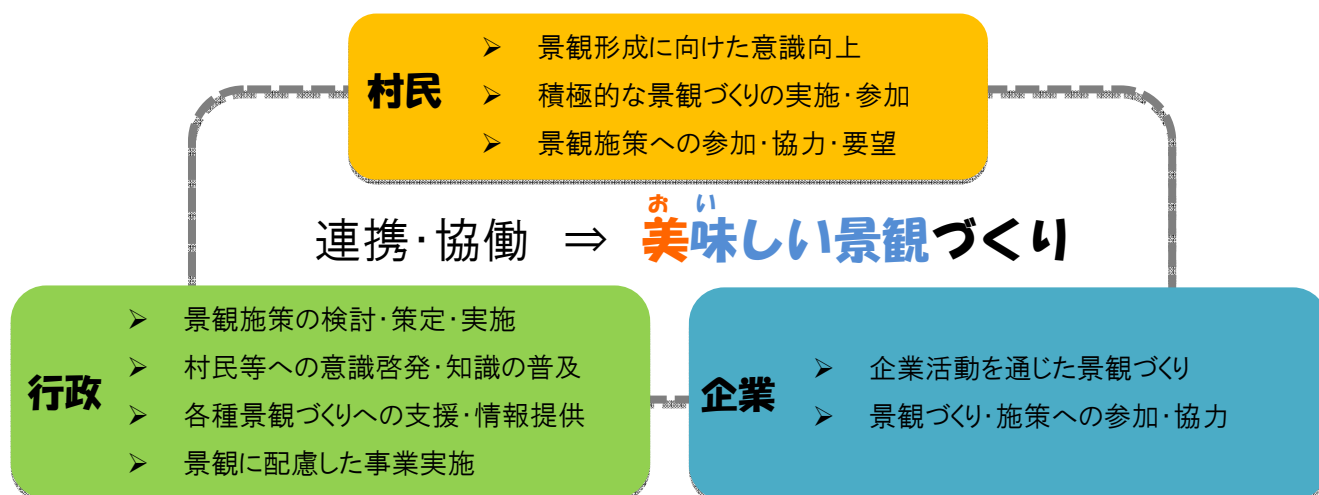 村民
➢ 景観形成に向けた意識向上
➢ 積極的な景観づくりの実施・参加
➢ 景観施策への参加・協力・要望
お い
連携・協働 ⇒ 美味しい景観づくり
行政
➢ 景観施策の検討・策定・実施
➢ 村民等への意識啓発・知識の普及
➢ 各種景観づくりへの支援・情報提供
➢ 景観に配慮した事業実施
企業
➢ 企業活動を通じた景観づくり
➢ 景観づくり・施策への参加・協力